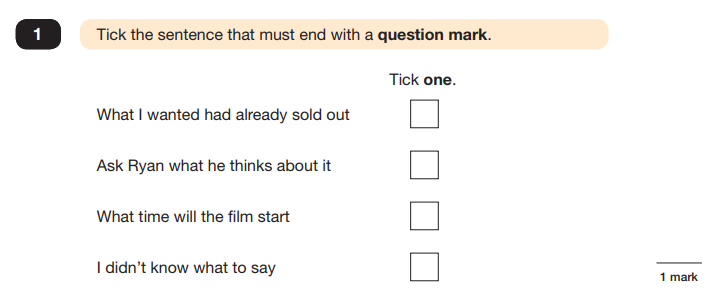 1 Tick the sentence that must end with a question mark.
Tick one.
What I wanted had already sold out
Ask Ryan what he thinks about it
What time will the film start
I didn’t know what to say
1 mark